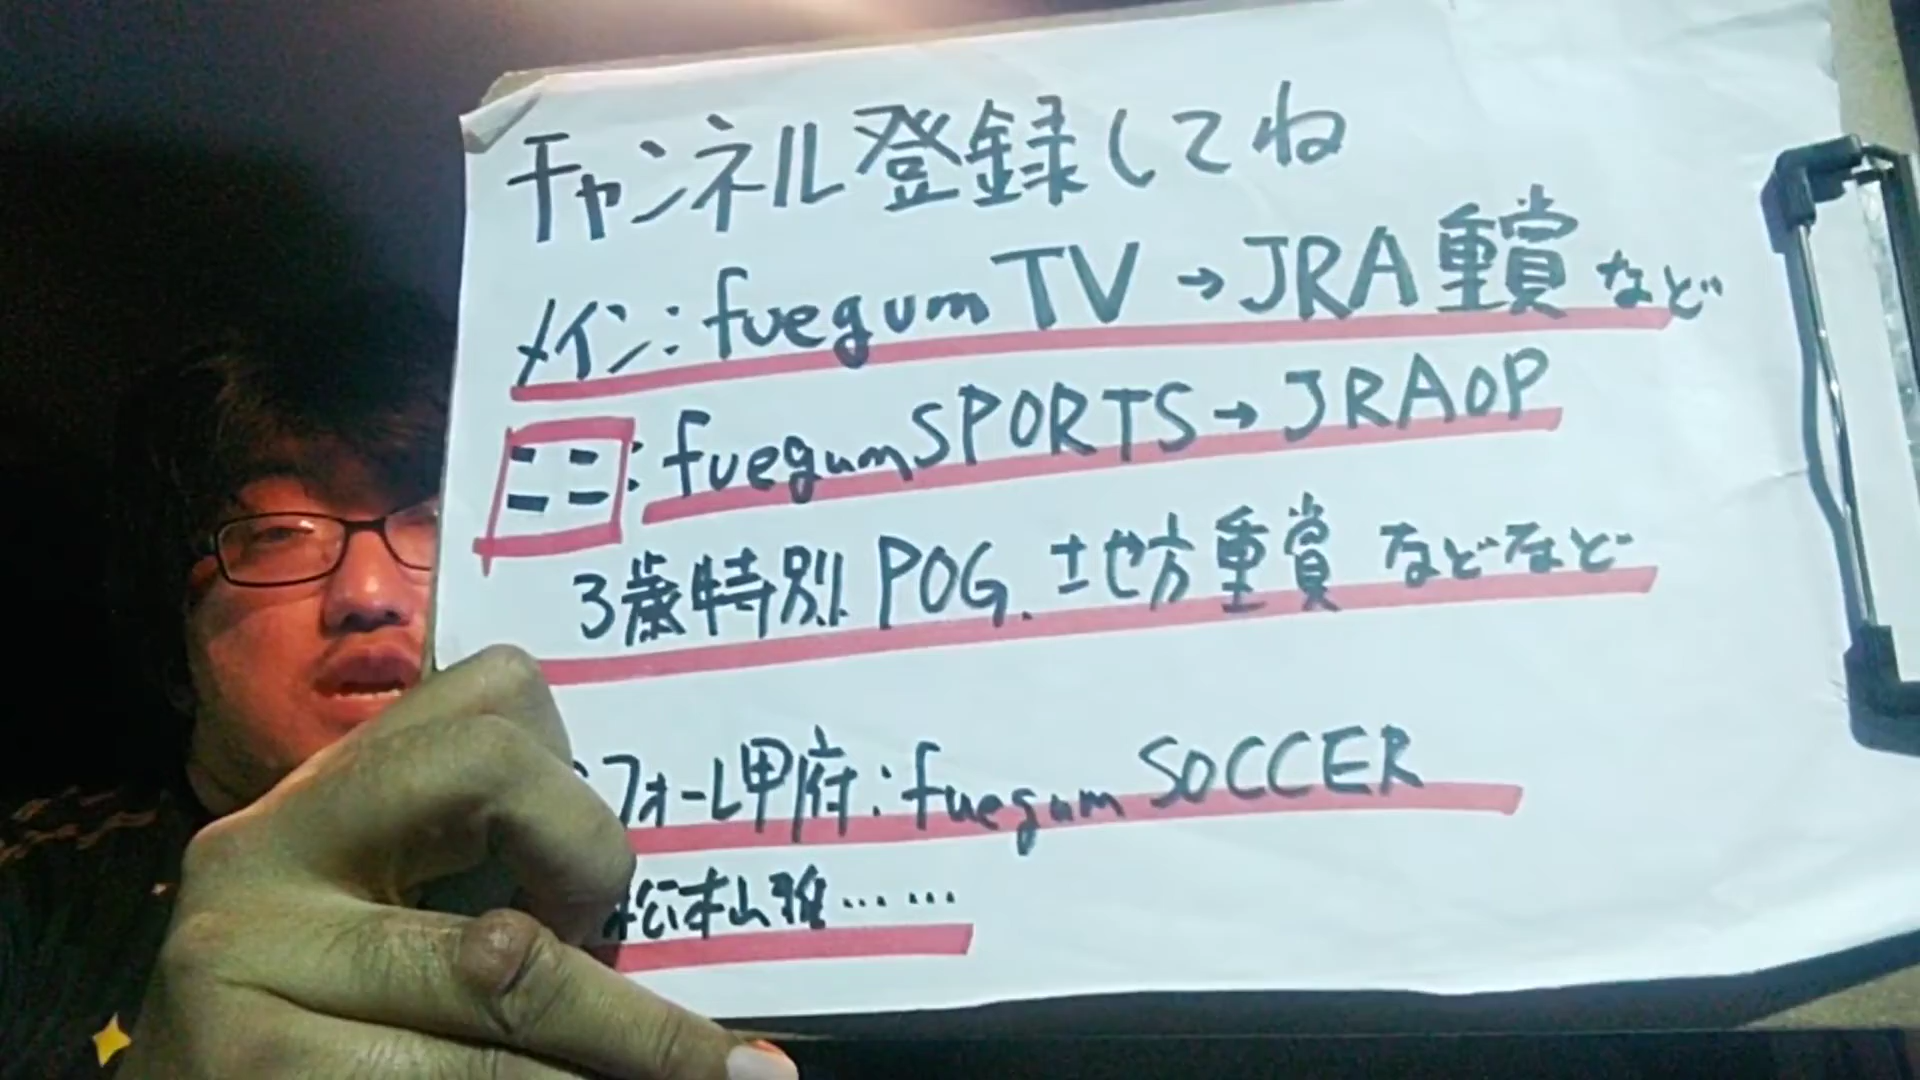 チャンネル登録してね
メイン:fuegumTV→JRA重賞など
ここ:fuegumSPORTS→JRAOP
3歳特別.POG.地方重賞などなど
フォーレ甲府:fuegum SOCCER
松本山雅……